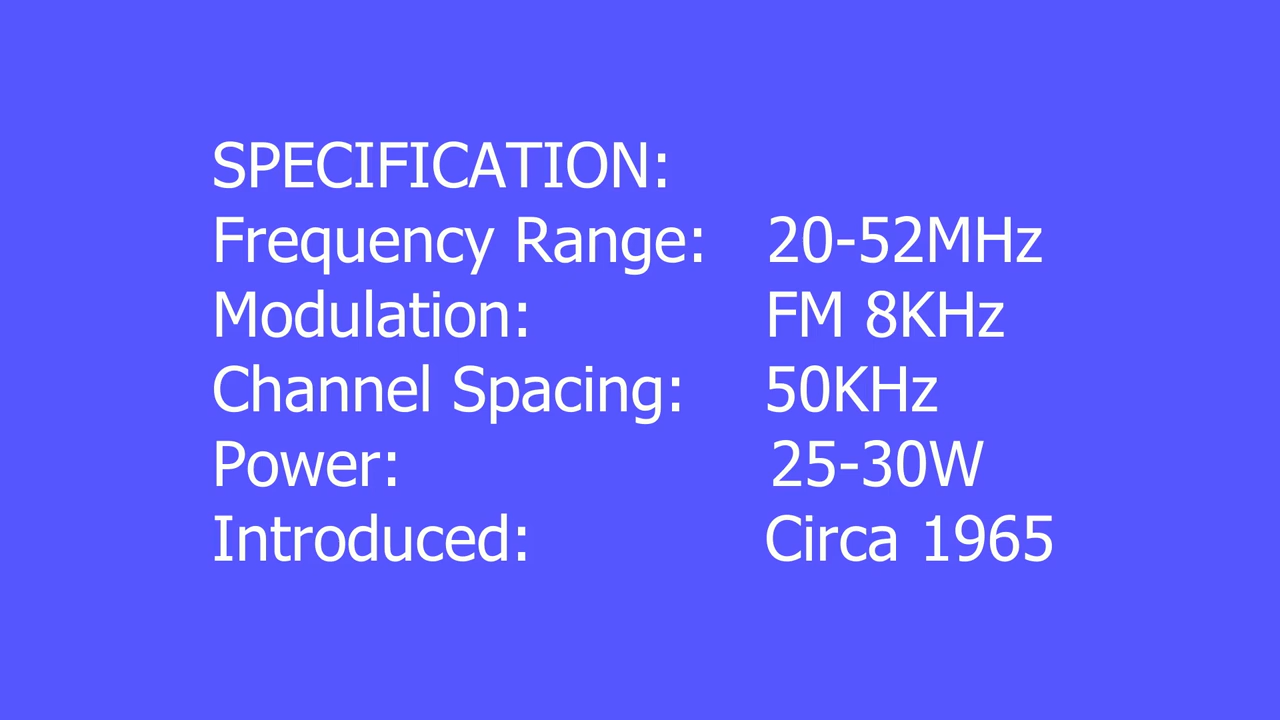 SPECIFICATION:
Frequency Range: 20-52MHz
Modulation: FM 8KHz
Channel Spacing: 50KHz
Power: 25-30W
Introduced: Circa 1965